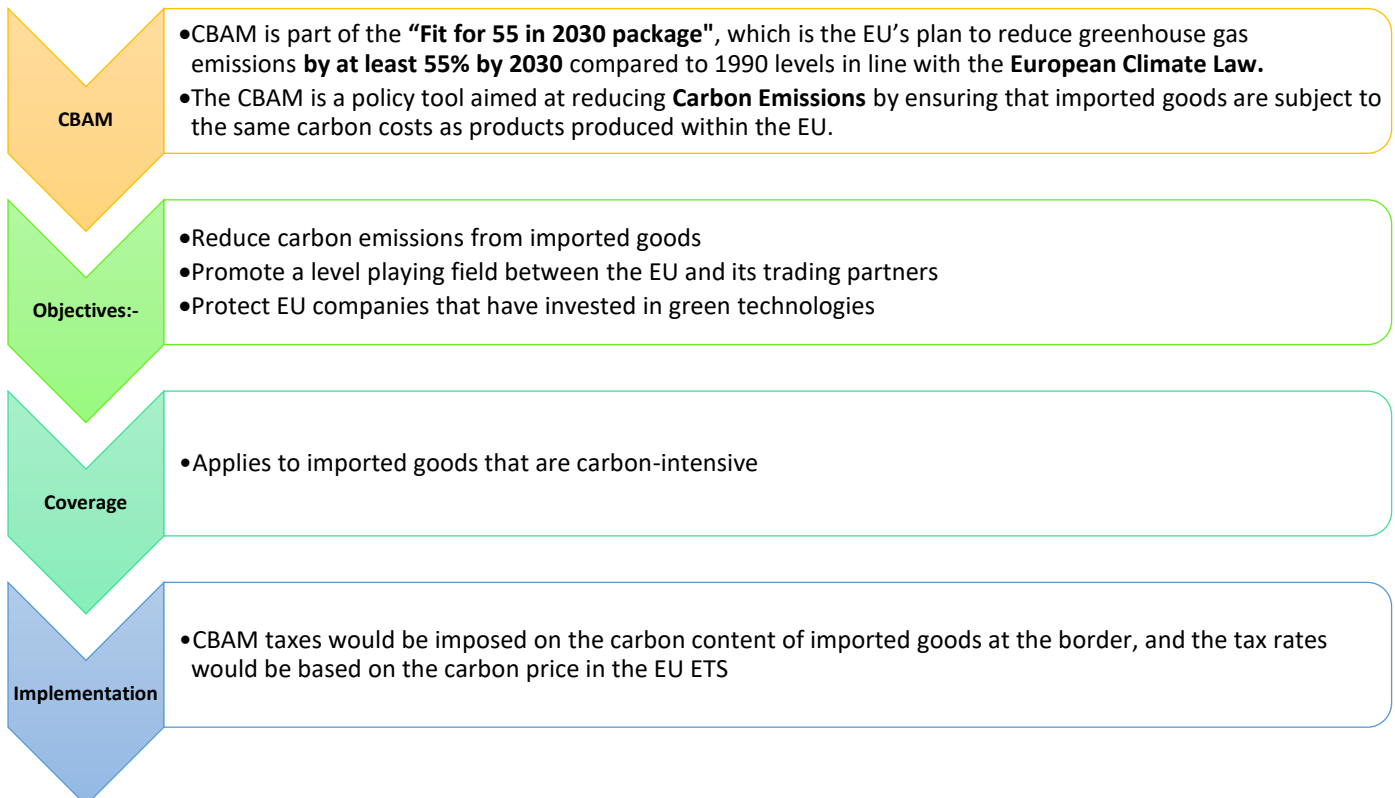 CBAM
•CBAM is part of the “Fit for 55 in 2030 package", which is the EU’s plan to reduce greenhouse gas
emissions by at least 55% by 2030 compared to 1990 levels in line with the European Climate Law.
•The CBAM is a policy tool aimed at reducing Carbon Emissions by ensuring that imported goods are subject to
the same carbon costs as products produced within the EU.
Objectives:-
•Reduce carbon emissions from imported goods
•Promote a level playing field between the EU and its trading partners
•Protect EU companies that have invested in green technologies
Coverage
•Applies to imported goods that are carbon-intensive
Implementation
•CBAM taxes would be imposed on the carbon content of imported goods at the border, and the tax rates
would be based on the carbon price in the EU ETS